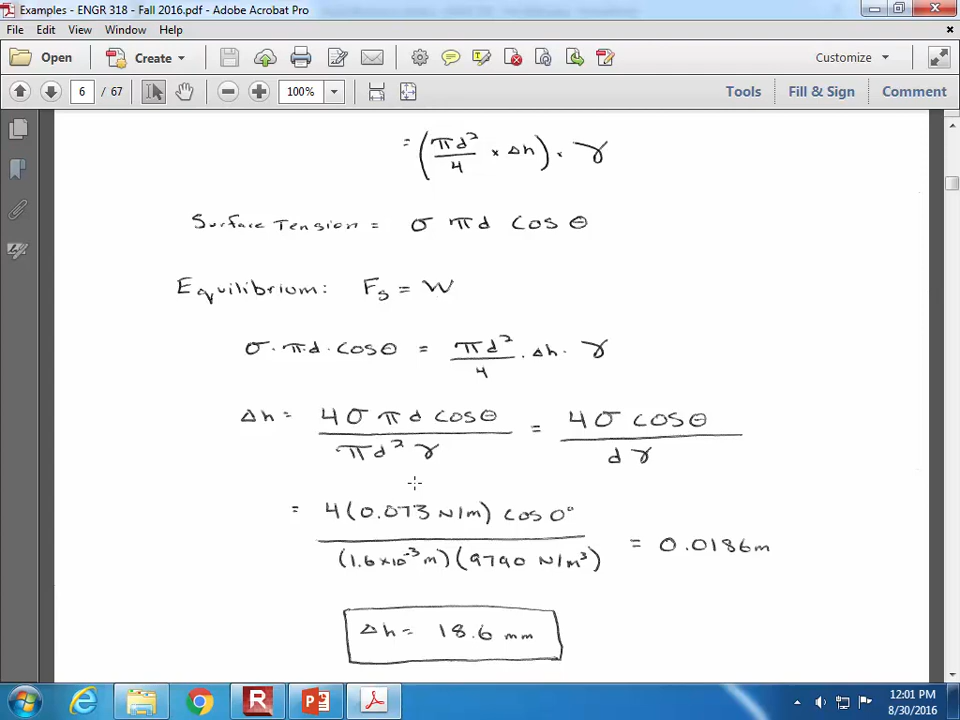 Examples - ENGR 318 - Fall 2016.pdf - Adobe Acrobat Pro
File Edit View Window Help
Open Create Customize
6 / 67 100% Tools Fill & Sign Comment
= (πd²/4 × Δh) · γ
Surface Tension = σ πd cos θ
Equilibrium: Fs = W
σ · πd · cosθ = πd²/4 · Δh · γ
Δh = 4σ πd cosθ / πd² γ = 4σ cosθ / dγ
= 4(0.073 N/m) cos 0° / (1.6x10⁻³ m)(9790 N/m³) = 0.0186m
Δh = 18.6 mm
12:01 PM
8/30/2016